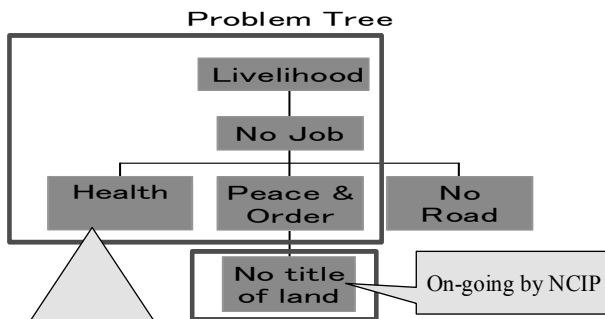 Problem Tree
Livelihood
No Job
Health
Peace &
Order
No
Road
No title
of land
On-going by NCIP